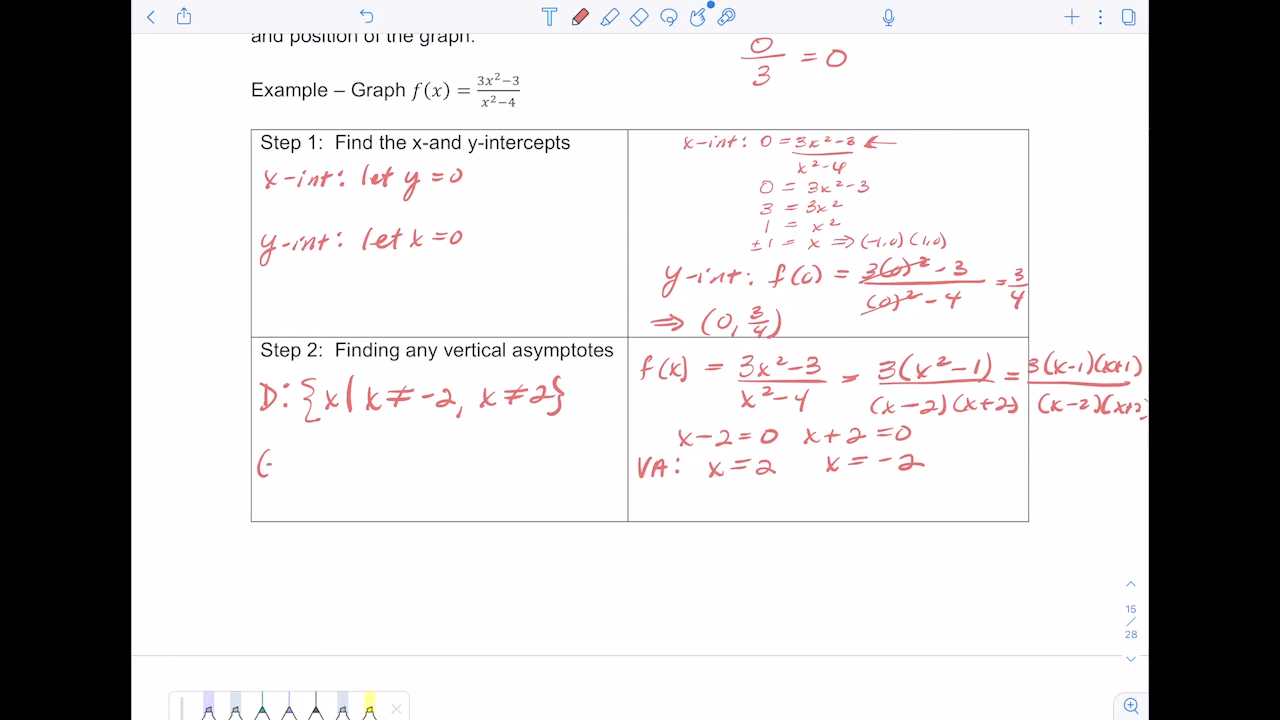 and position of the graph.
0/3 = 0
Example – Graph f(x) = (3x²−3)/(x²−4)
Step 1: Find the x-and y-intercepts
x-int: let y = 0
y-int: let x = 0
x-int: 0 = (3x²-3)/(x²-4) ←
0 = 3x²-3
3 = 3x²
1 = x²
±1 = x ⇒ (-1,0) (1,0)
y-int: f(0) = (3(0)² - 3)/((0)² - 4) = 3/4
⇒ (0, 3/4)
Step 2: Finding any vertical asymptotes
D: {x | x ≠ -2, x ≠ 2}
(-
f(x) = (3x²-3)/(x²-4) = 3(x²-1)/((x-2)(x+2)) = 3(x-1)(x+1)/((x-2)(x+2))
x-2=0 x+2=0
VA: x=2 x=-2
15
/
28